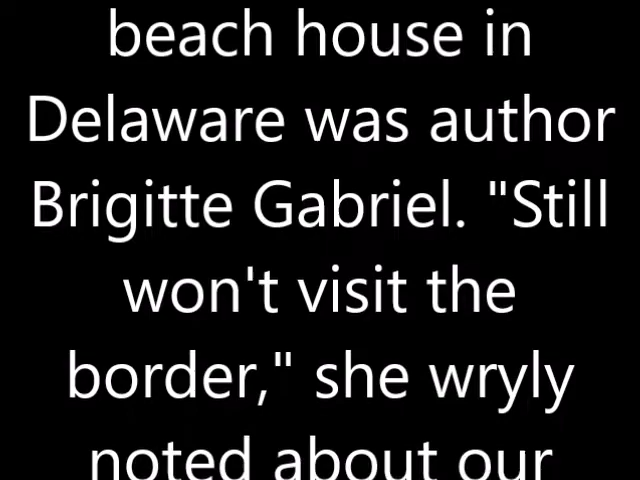 beach house in
Delaware was author
Brigitte Gabriel. "Still
won't visit the
border," she wryly
noted about our